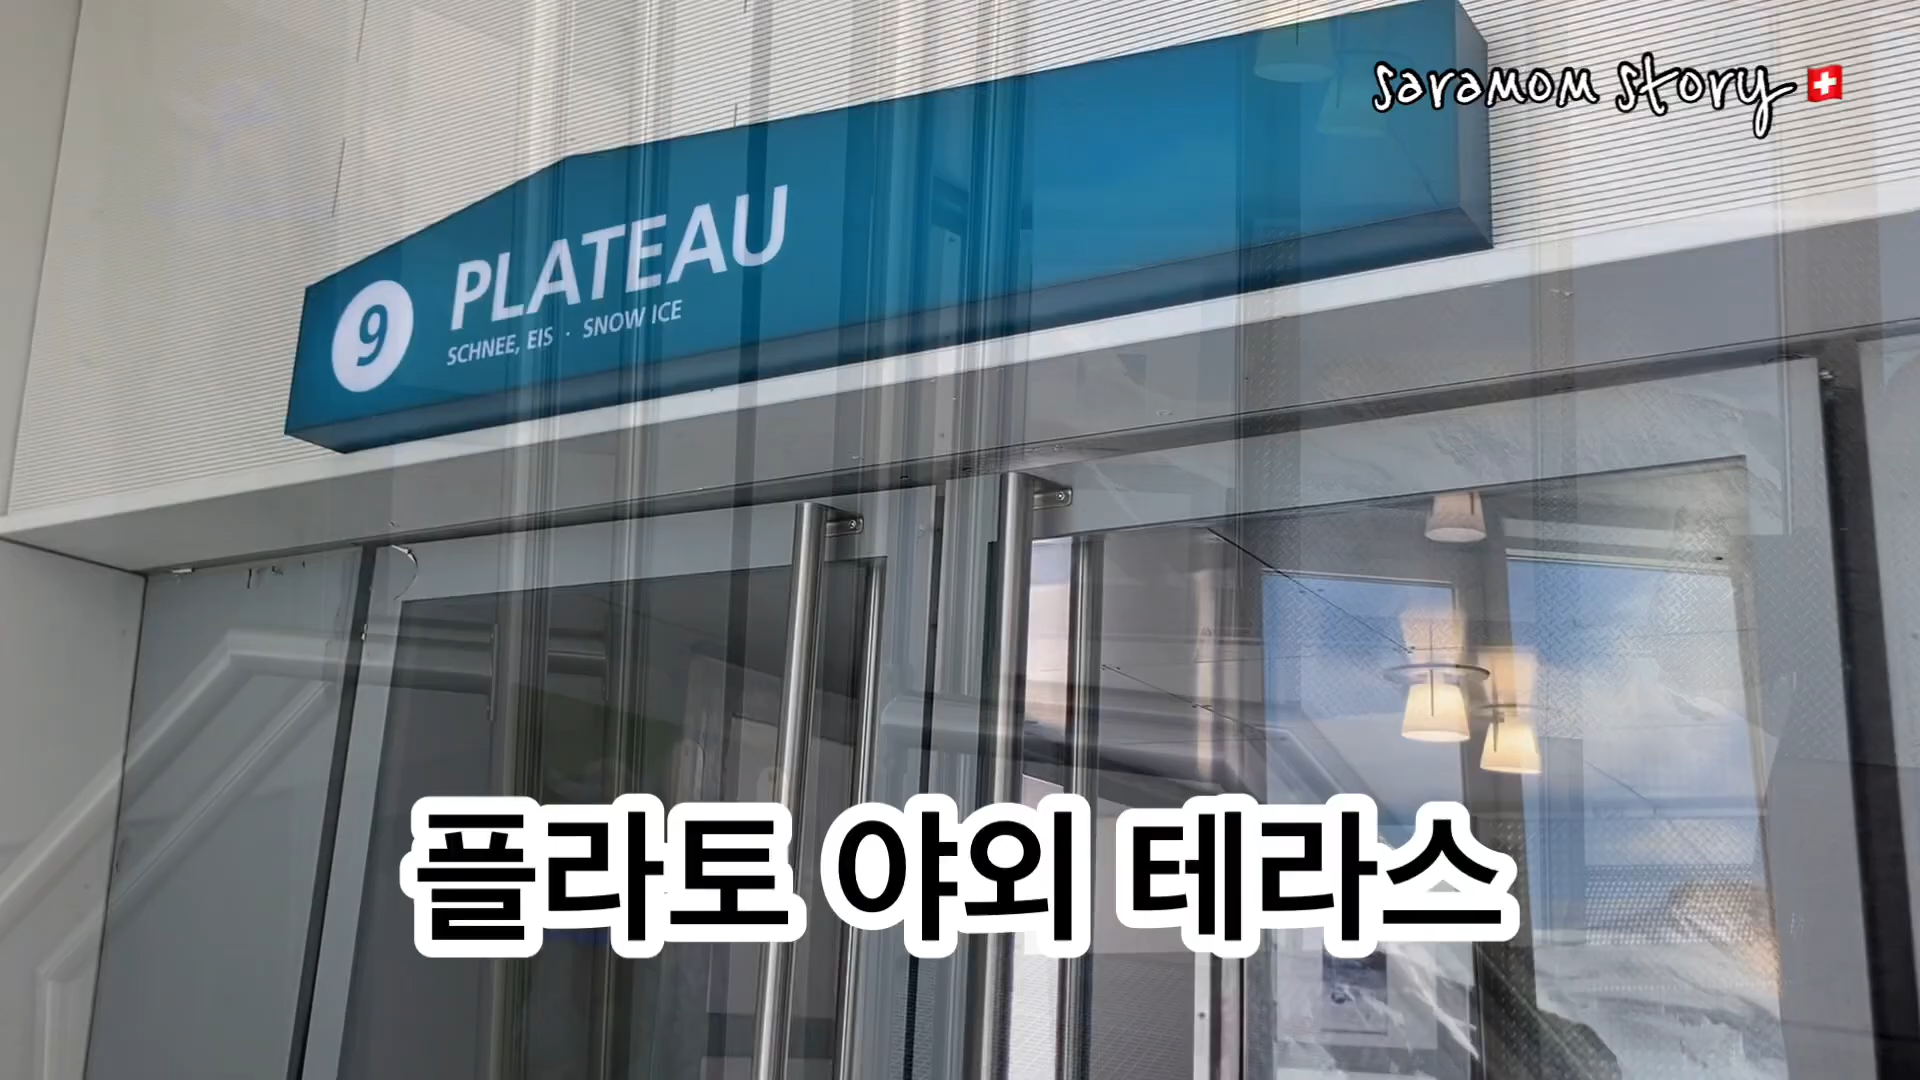 saramom story
9 PLATEAU
SCHNEE, EIS · SNOW ICE
플라토 야외 테라스